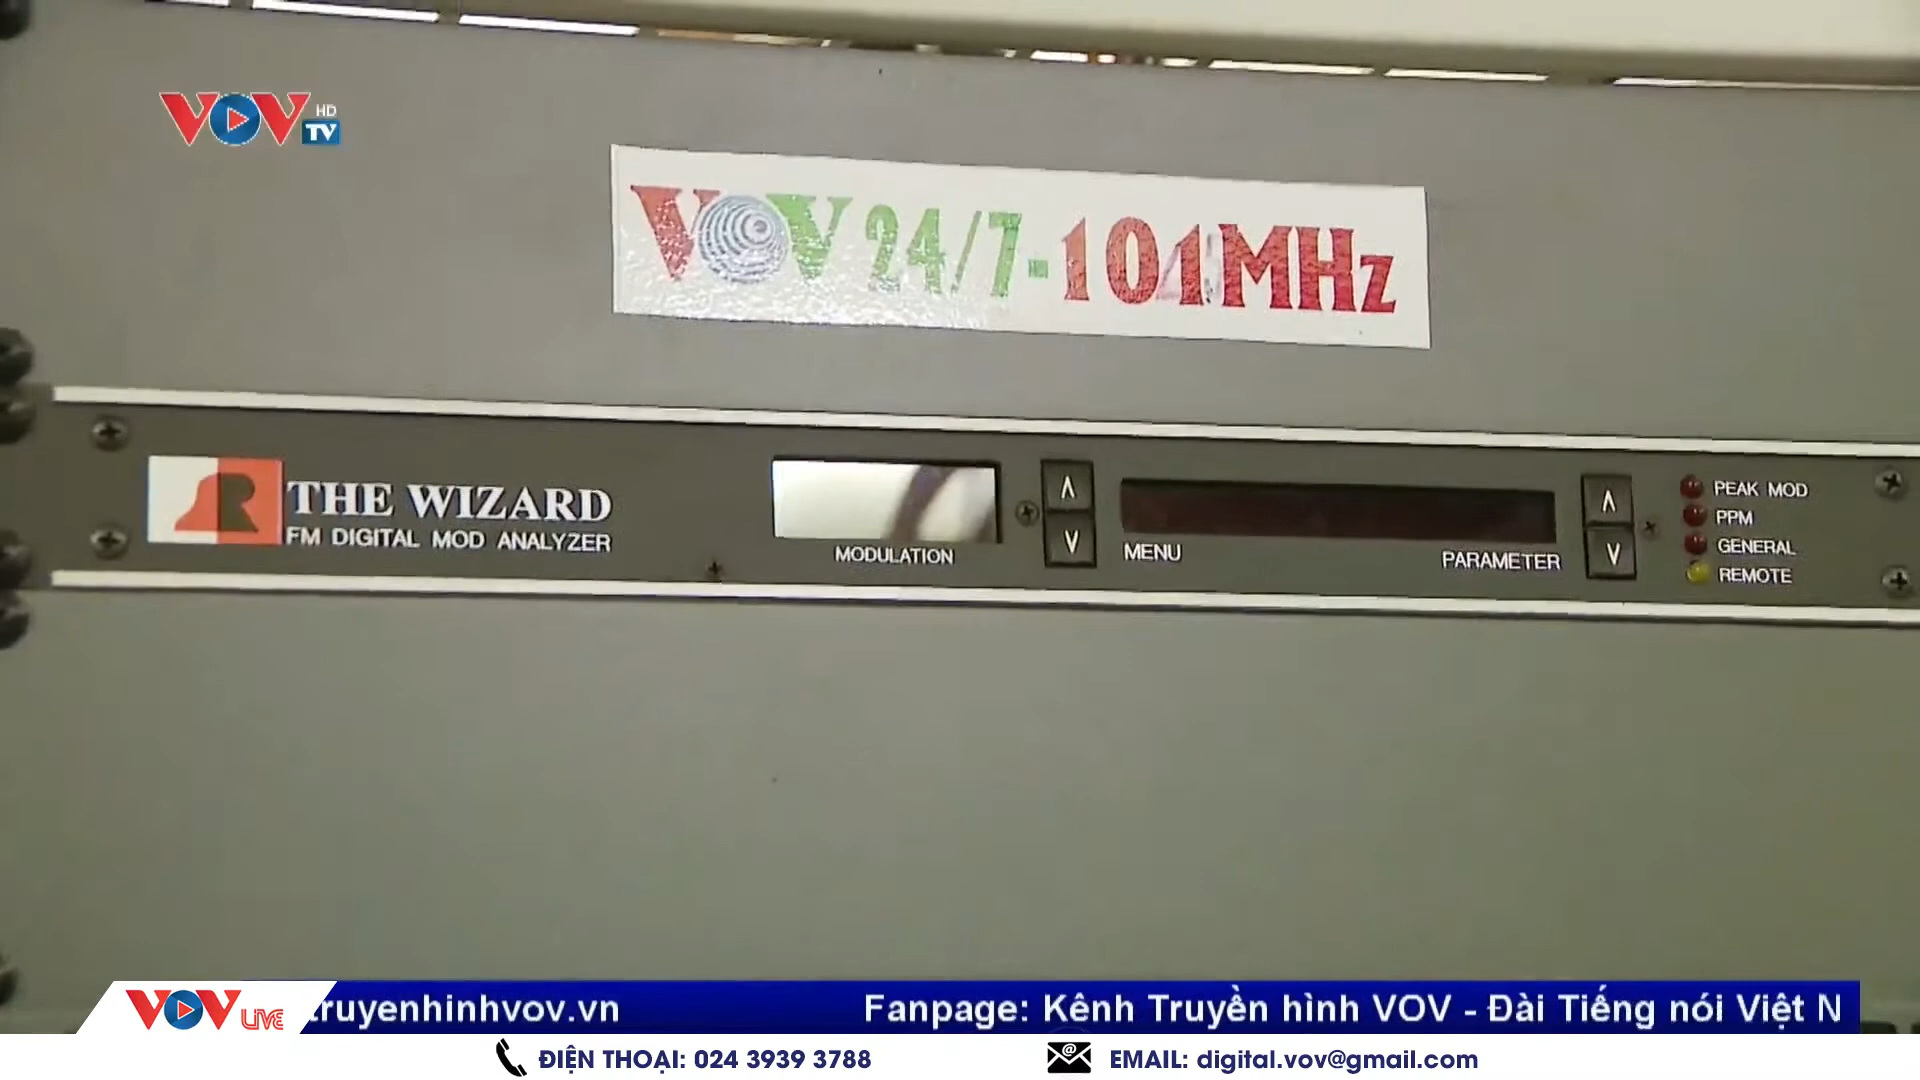 VOV HD TV
VOV 24/7-104MHz
R THE WIZARD
FM DIGITAL MOD ANALYZER
MODULATION
MENU
PARAMETER
PEAK MOD
PPM
GENERAL
REMOTE
VOV LIVE
truyenhinhvov.vn Fanpage: Kênh Truyền hình VOV - Đài Tiếng nói Việt N
ĐIỆN THOẠI: 024 3939 3788 EMAIL: digital.vov@gmail.com